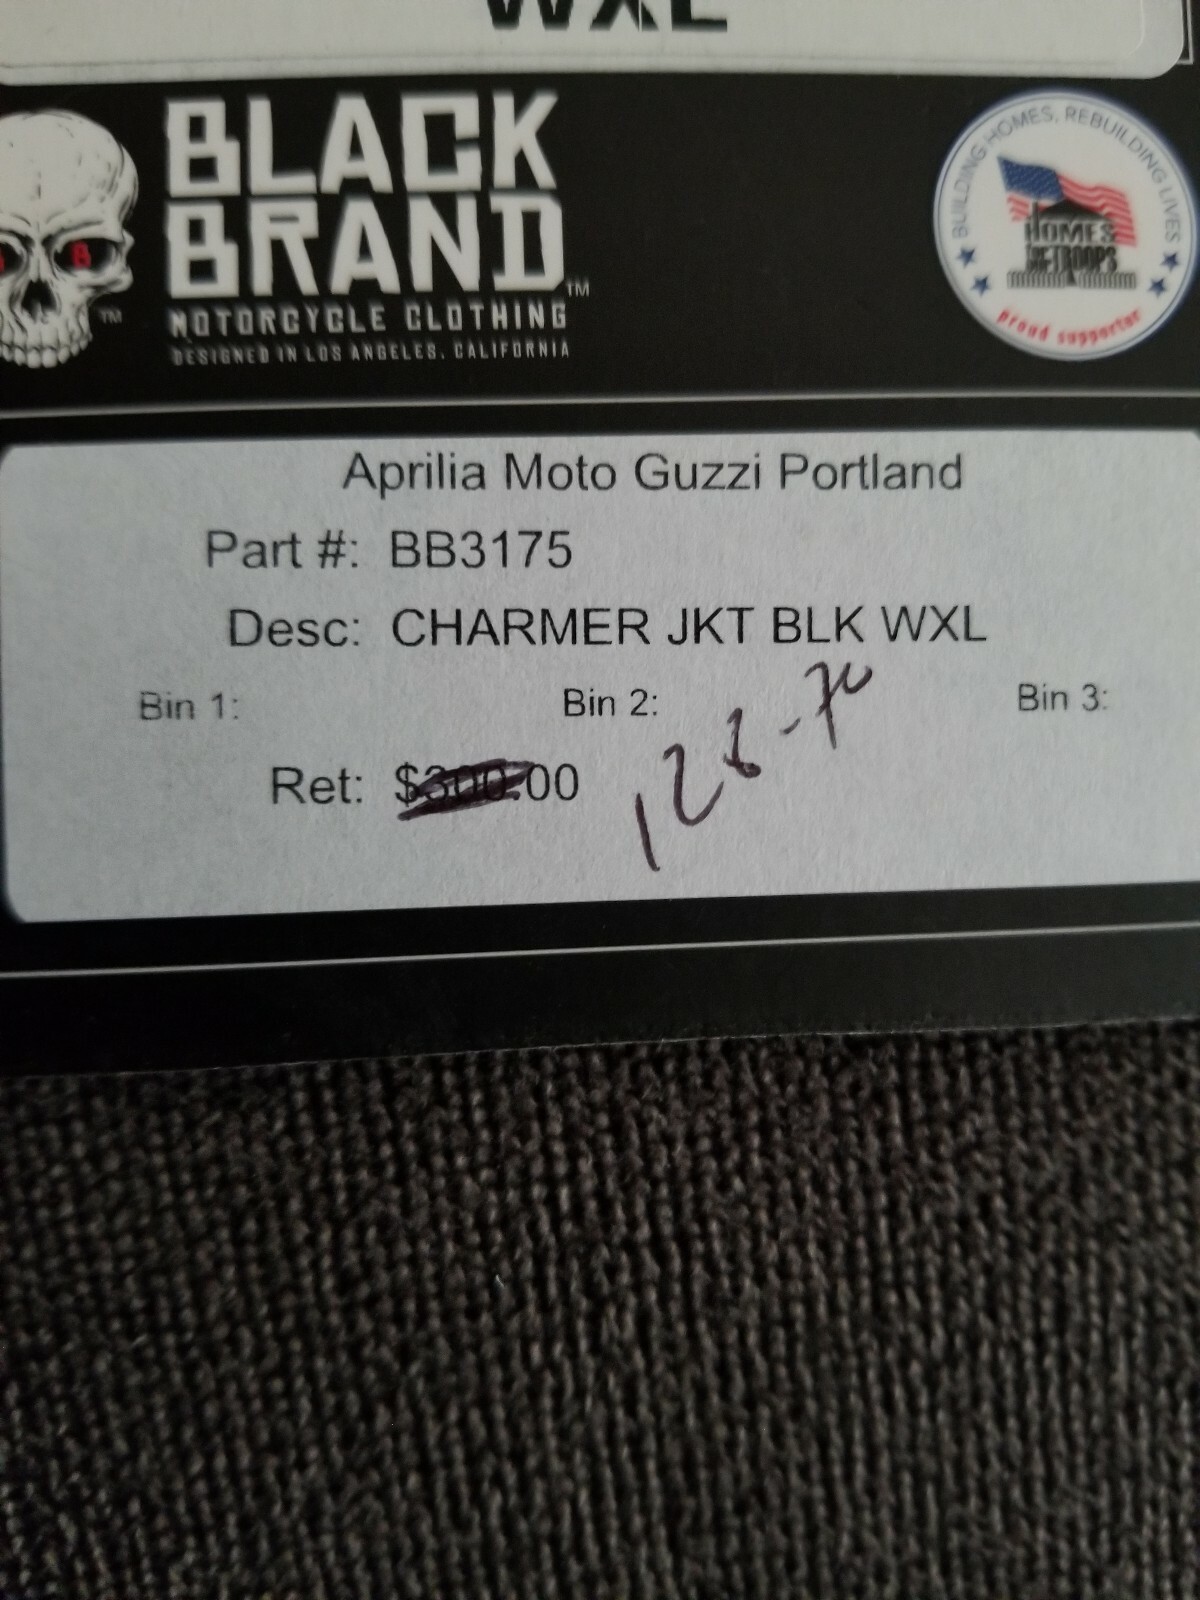 WXL
BLACK
BRAND™
MOTORCYCLE CLOTHING
DESIGNED IN LOS ANGELES, CALIFORNIA
B
TM
BUILDING HOMES, REBUILDING LIVES
HOMES
FOR TROOPS
proud supporter
Aprilia Moto Guzzi Portland
Part #: BB3175
Desc: CHARMER JKT BLK WXL
Bin 1: Bin 2: Bin 3:
Ret: $300.00